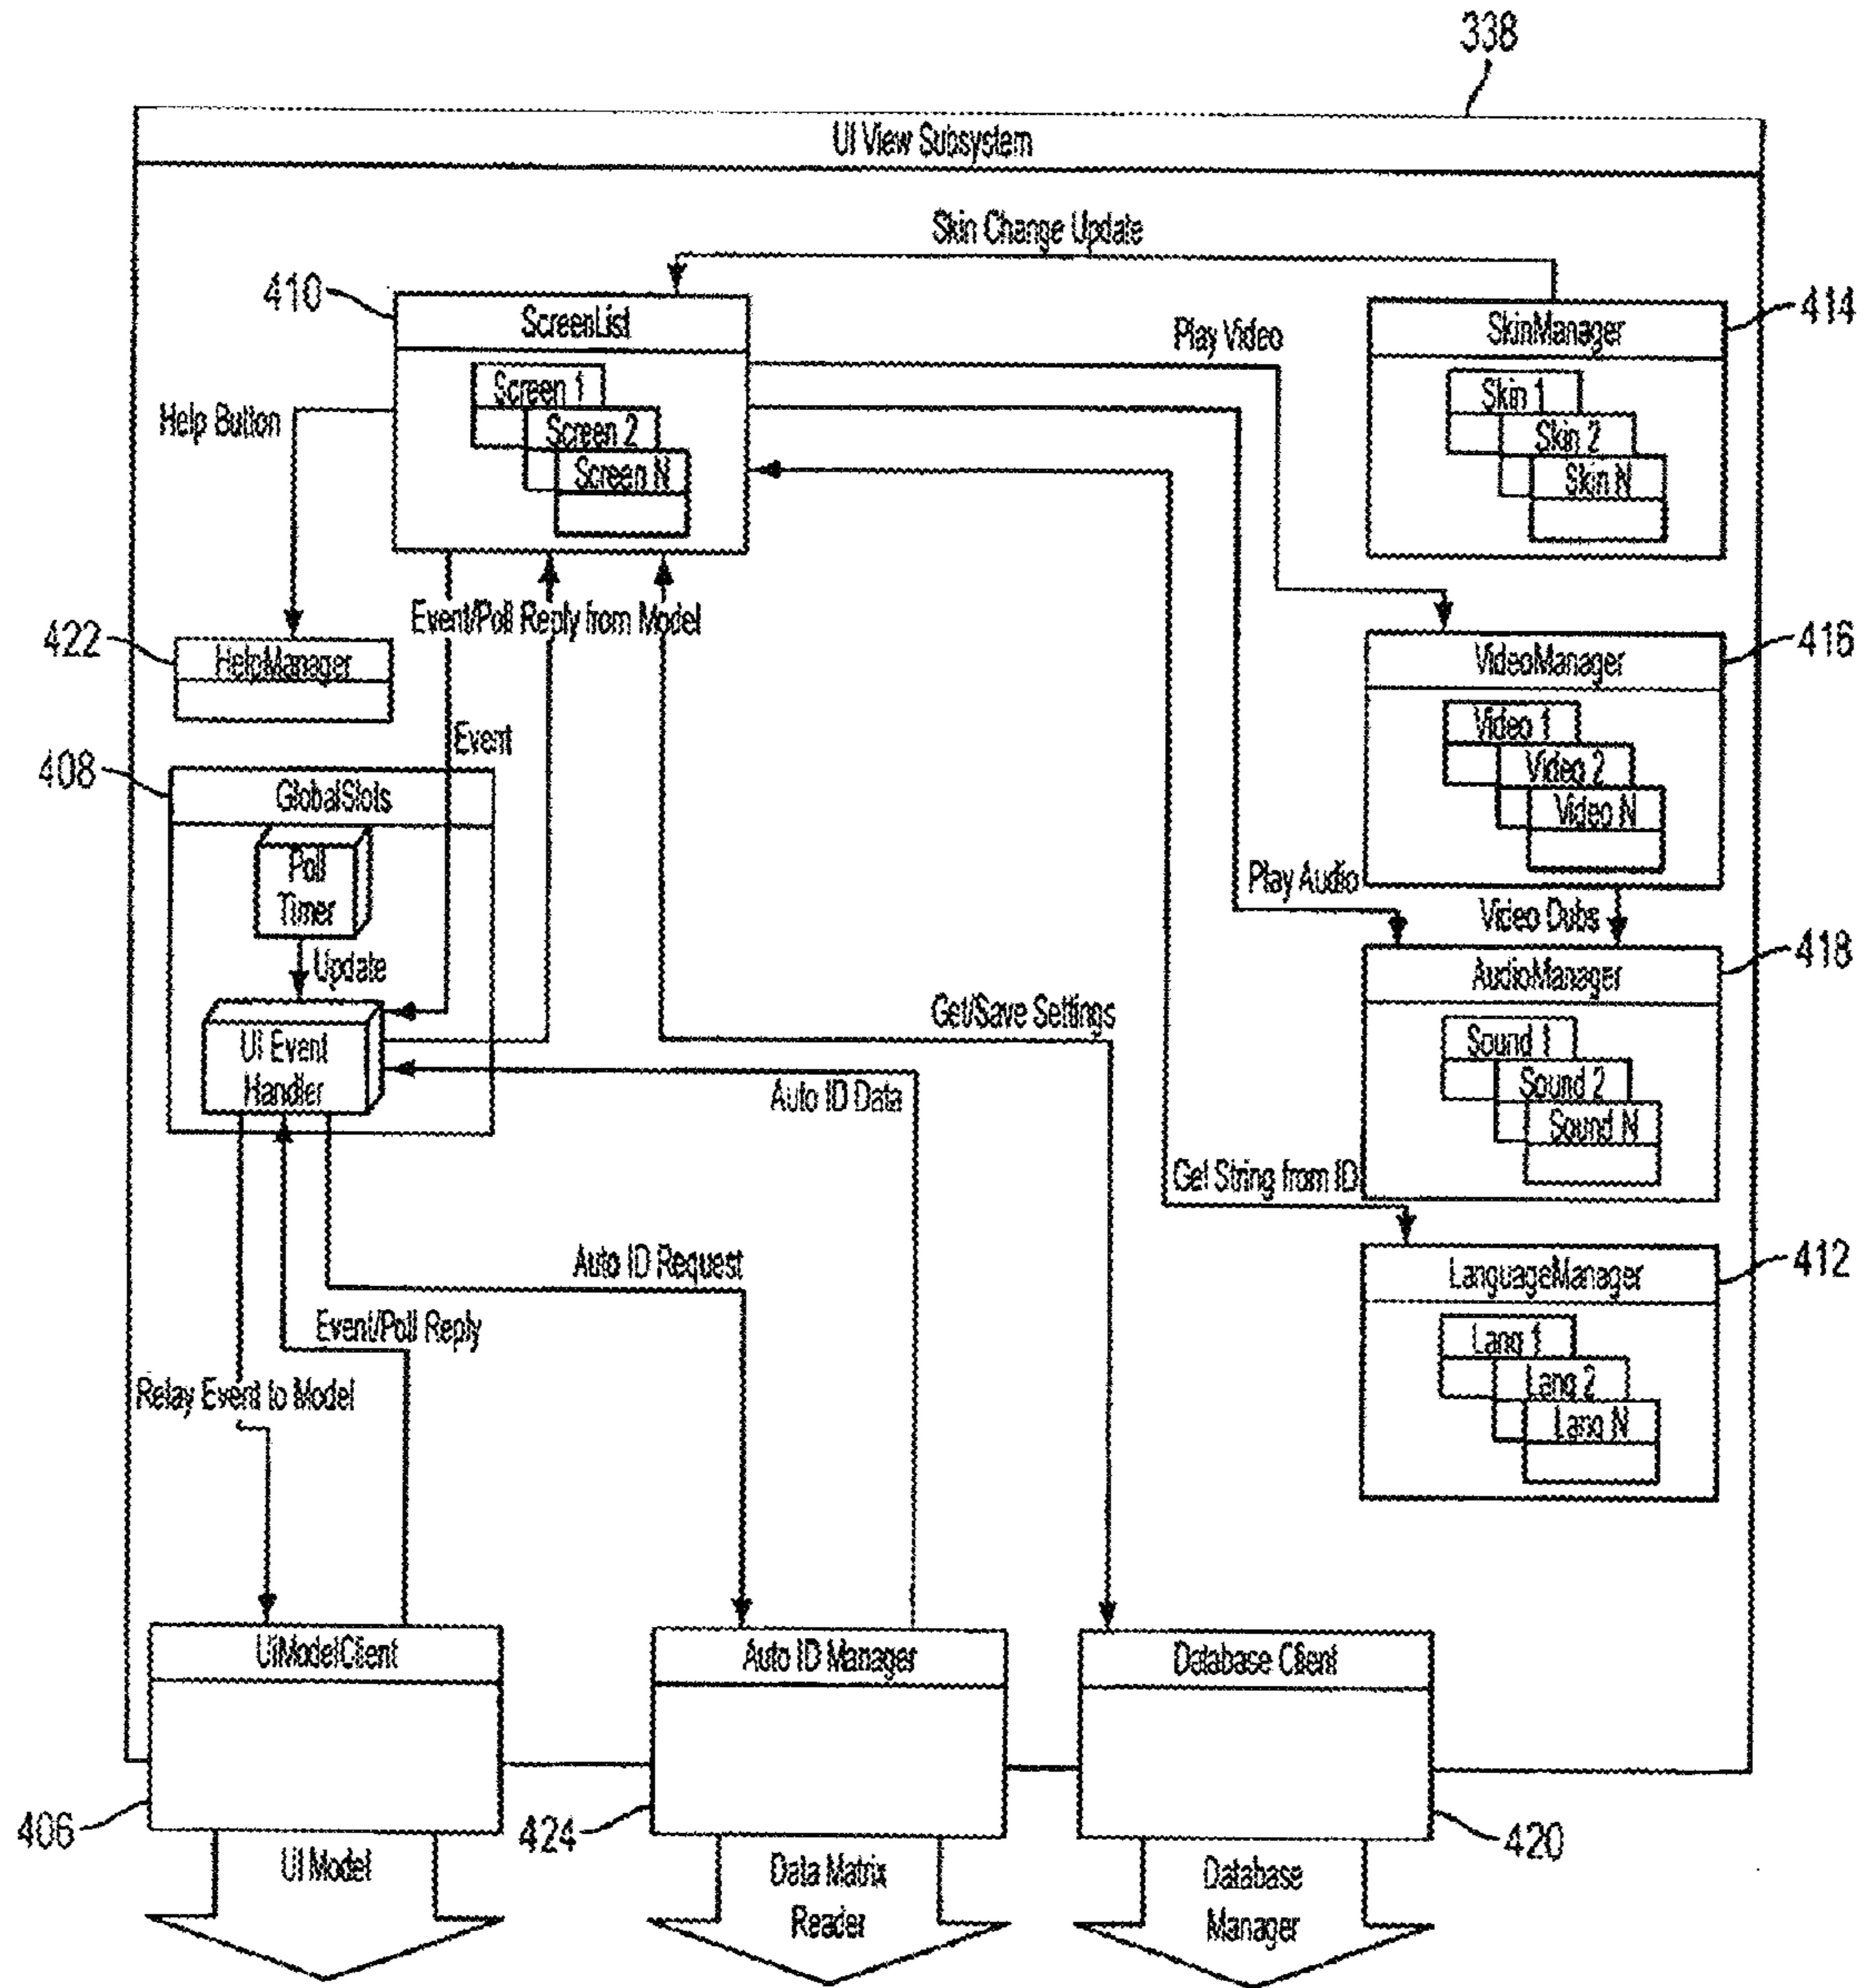 338
UI View Subsystem
Skin Change Update
410
ScreenList
Screen 1
Screen 2
Screen N
Play Video
SkinManager
414
Skin 1
Skin 2
Skin N
Help Button
Event/Poll Reply from Model
422
HelpManager
VideoManager
416
Video 1
Video 2
Video N
Event
408
GlobalSlots
Poll
Timer
Update
UI Event
Handler
Play Audio
Video Dubs
AudioManager
418
Sound 1
Sound 2
Sound N
Get/Save Settings
Auto ID Data
Get String from ID
LanguageManager
412
Lang 1
Lang 2
Lang N
Auto ID Request
Event/Poll Reply
Relay Event to Model
UiModelClient
Auto ID Manager
Database Client
406
424
420
UI Model
Data Matrix
Reader
Database
Manager